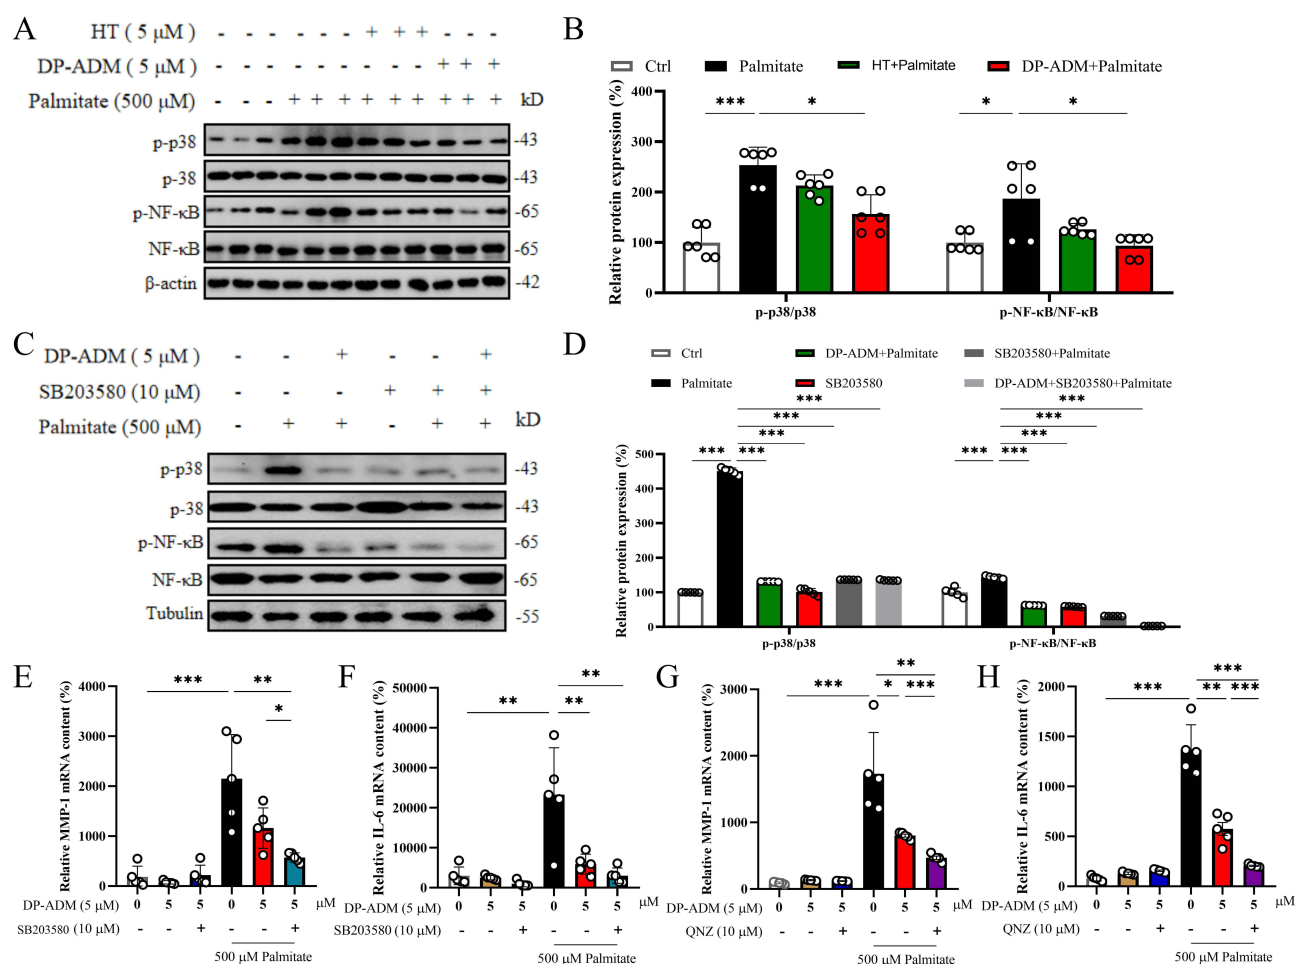 A
HT ( 5 μM )
- - - - - - + + + - - -
DP-ADM ( 5 μM )
- - - - - - - - - + + +
Palmitate (500 μM)
- - - + + + + + + + + +
kD
p-p38
-43
p-38
-43
p-NF-κB
-65
NF-κB
-65
β-actin
-42
B
Ctrl
Palmitate
HT+Palmitate
DP-ADM+Palmitate
Relative protein expression (%)
400
300
200
100
0
*** *
* *
p-p38/p38
p-NF-κB/NF-κB
C
DP-ADM ( 5 μM )
- - + - - +
SB203580 (10 μM)
- - - + + +
Palmitate (500 μM)
- + + - + +
kD
p-p38
-43
p-38
-43
p-NF-κB
-65
NF-κB
-65
Tubulin
-55
D
Ctrl
DP-ADM+Palmitate
SB203580+Palmitate
Palmitate
SB203580
DP-ADM+SB203580+Palmitate
Relative protein expression (%)
500
400
300
200
100
0
***
***
***
*** ***
***
***
***
*** ***
p-p38/p38
p-NF-κB/NF-κB
E
Relative MMP-1 mRNA content (%)
4000
3000
2000
1000
0
*** **
*
DP-ADM (5 μM) 0 5 5 0 5 5 μM
SB203580 (10 μM) - - + - - +
500 μM Palmitate
F
Relative IL-6 mRNA content (%)
50000
40000
30000
20000
10000
0
**
** **
DP-ADM (5 μM) 0 5 5 0 5 5 μM
SB203580 (10 μM) - - + - - +
500 μM Palmitate
G
Relative MMP-1 mRNA content (%)
3000
2000
1000
0
**
*** * ***
DP-ADM (5 μM) 0 5 5 0 5 5 μM
QNZ (10 μM) - - + - - +
500 μM Palmitate
H
Relative IL-6 mRNA content (%)
2000
1500
1000
500
0
***
*** ** ***
DP-ADM (5 μM) 0 5 5 0 5 5 μM
QNZ (10 μM) - - + - - +
500 μM Palmitate